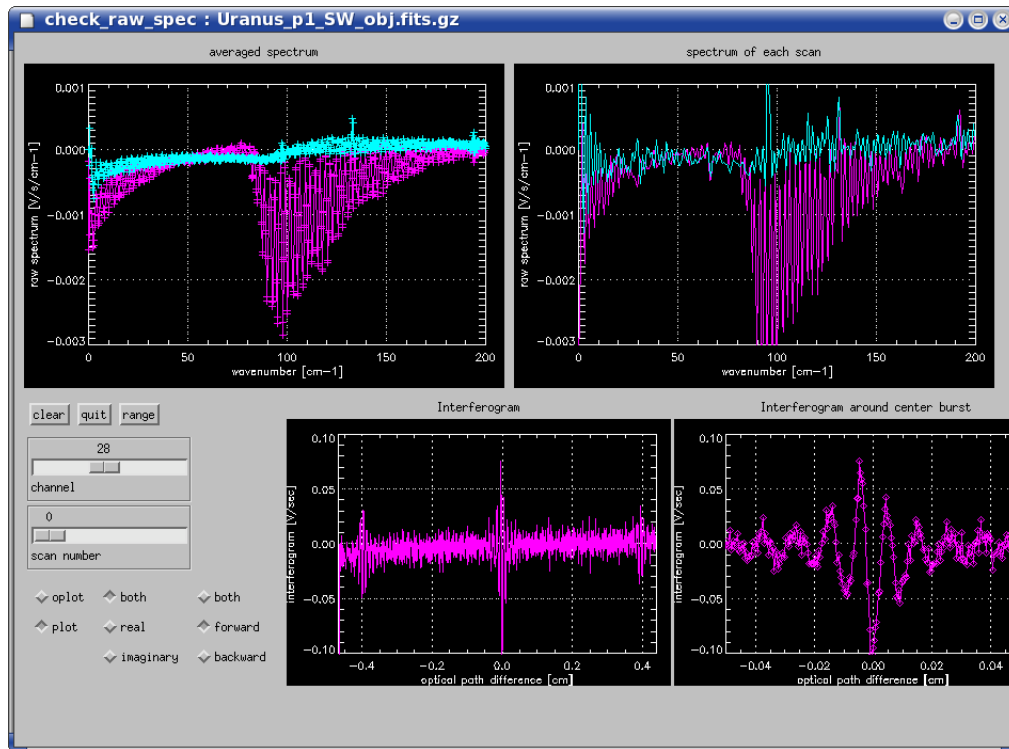 check_raw_spec : Uranus_p1_SW_obj.fits.gz
averaged spectrum
raw spectrum [V/s/cm-1]
0.001
0.000
-0.001
-0.002
-0.003
0 50 100 150 200
wavenumber [cm-1]
spectrum of each scan
raw spectrum [V/s/cm-1]
0.001
0.000
-0.001
-0.002
-0.003
0 50 100 150 200
wavenumber [cm-1]
clear quit range
28
channel
0
scan number
oplot both both
plot real forward
imaginary backward
Interferogram
interferogram [V/sec]
0.10
0.05
0.00
-0.05
-0.10
-0.4 -0.2 0.0 0.2 0.4
optical path difference [cm]
Interferogram around center burst
interferogram [V/sec]
0.10
0.05
0.00
-0.05
-0.10
-0.04 -0.02 0.00 0.02 0.04
optical path difference [cm]